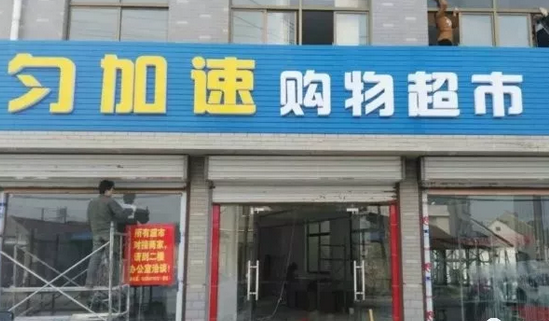 匀加速 购物超市
所有超市
对接商家,
请到二楼
办公室洽谈!